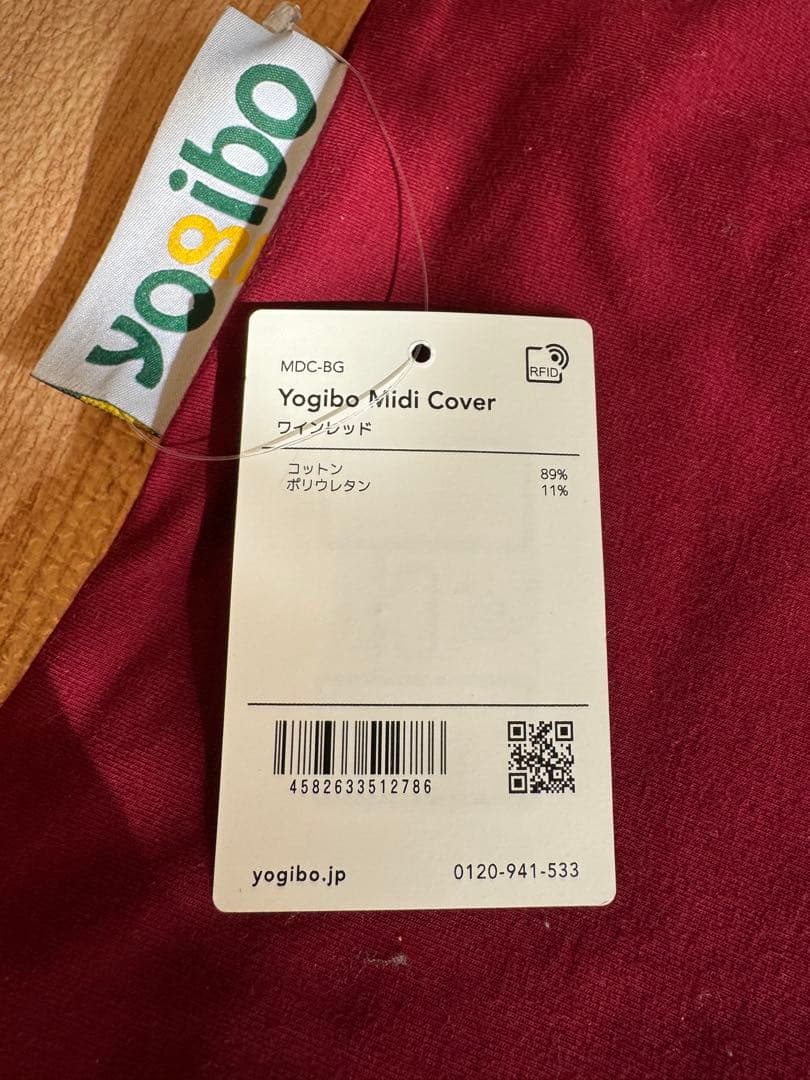 yogibo
MDC-BG
RFID
Yogibo Midi Cover
ワインレッド
コットン 89%
ポリウレタン 11%
4582633512786
yogibo.jp 0120-941-533